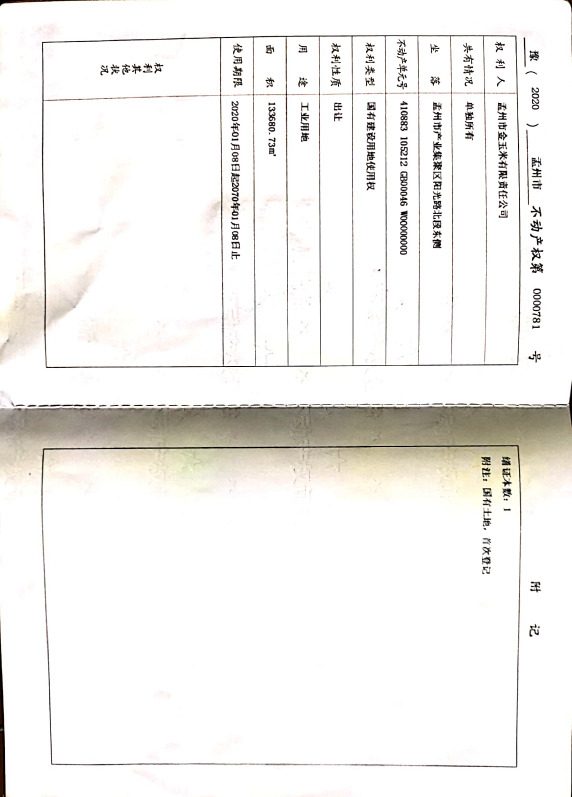 豫（ 2020 ） 孟州市 不动产权第 0000781 号
权利人 孟州市金玉米有限责任公司
共有情况 单独所有
坐落 孟州市产业集聚区阳光路北段东侧
不动产单元号 410883 105212 GB00046 W00000000
权利类型 国有建设用地使用权
权利性质 出让
用途 工业用地
面积 133680.73㎡
使用期限 2020年01月08日起2070年01月08日止
权利其他状况
附 记
缮证本数：1
附注：国有土地，首次登记